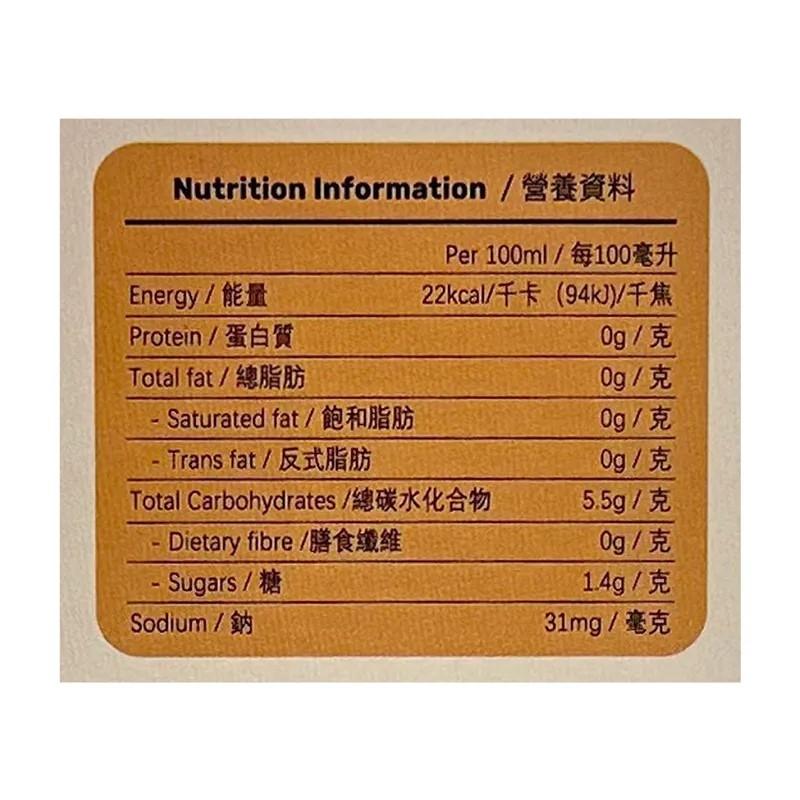 Nutrition Information / 營養資料
Per 100ml / 每100毫升
Energy / 能量 22kcal/千卡 (94kJ)/千焦
Protein / 蛋白質 0g / 克
Total fat / 總脂肪 0g / 克
- Saturated fat / 飽和脂肪 0g / 克
- Trans fat / 反式脂肪 0g / 克
Total Carbohydrates /總碳水化合物 5.5g / 克
- Dietary fibre /膳食纖維 0g / 克
- Sugars / 糖 1.4g / 克
Sodium / 鈉 31mg / 毫克